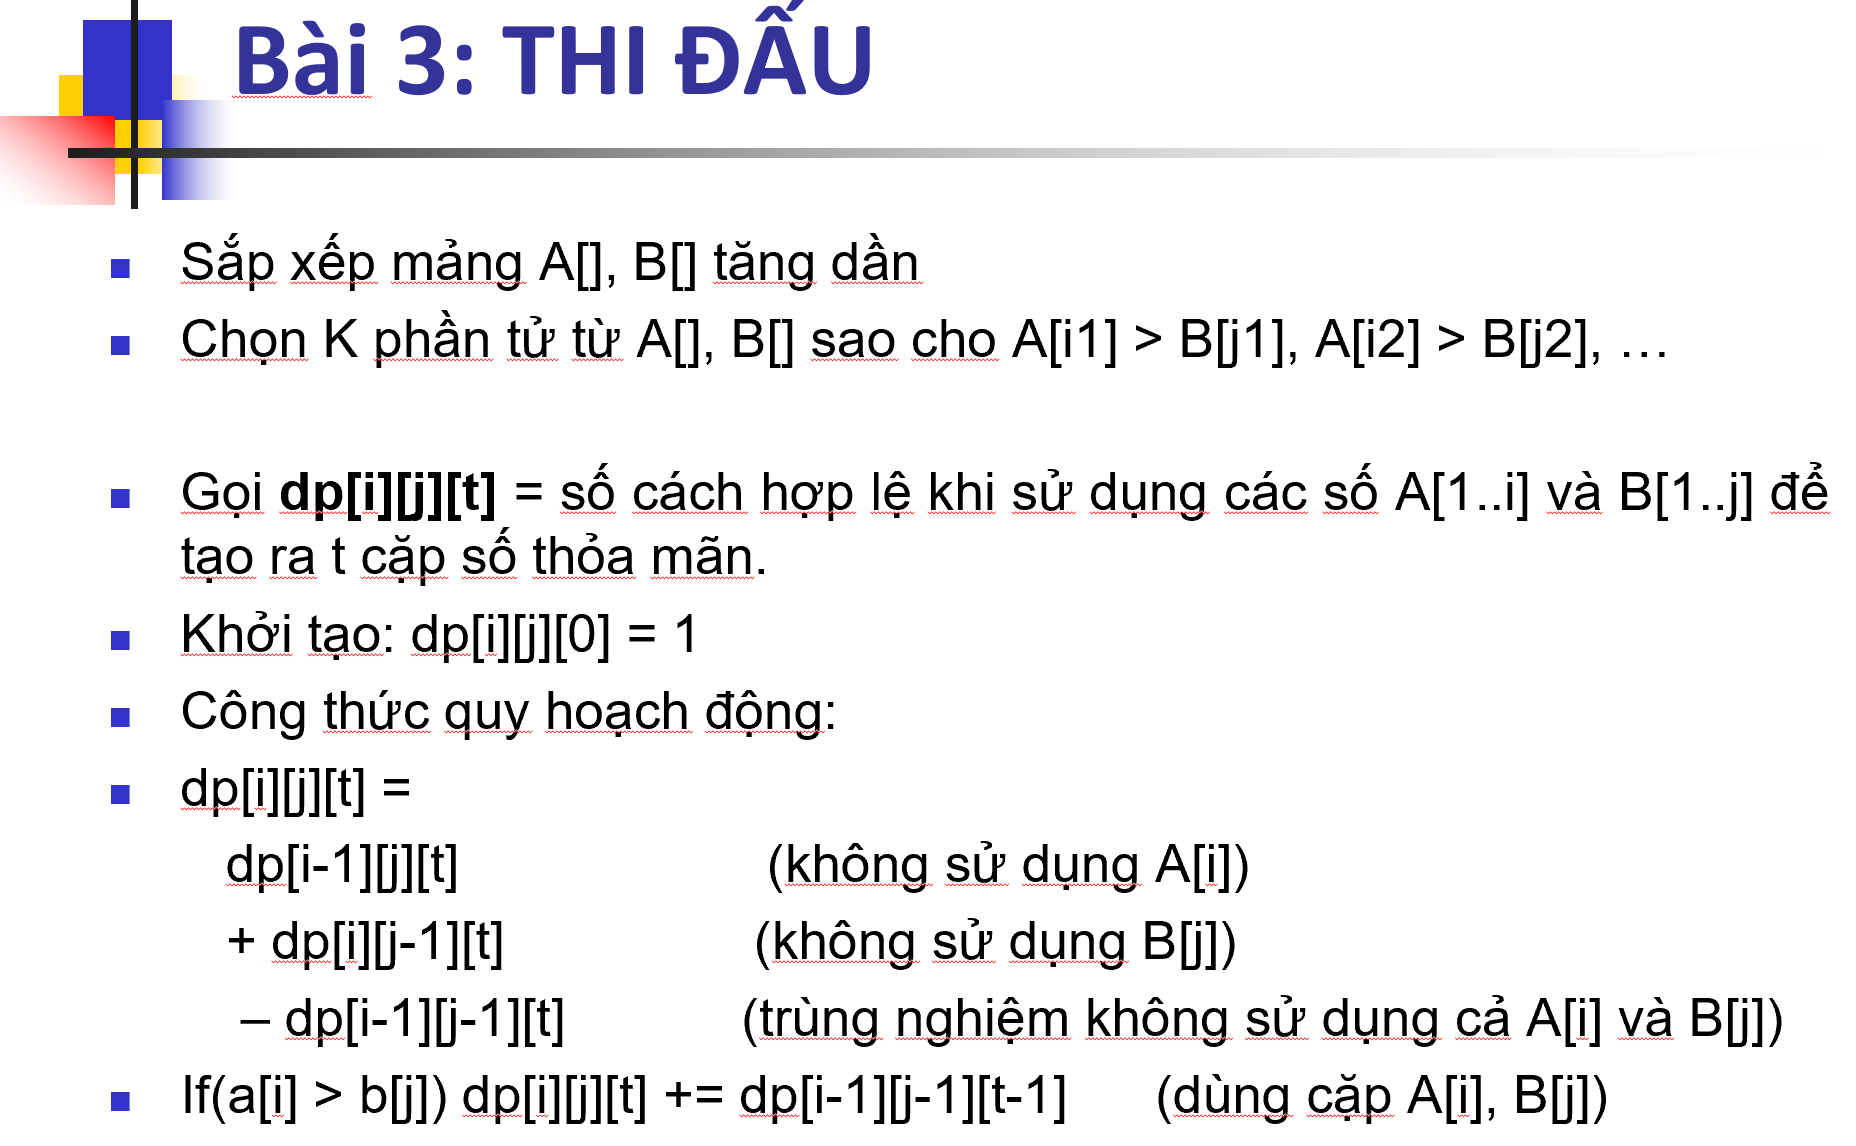 Bài 3: THI ĐẤU
Sắp xếp mảng A[], B[] tăng dần
Chọn K phần tử từ A[], B[] sao cho A[i1] > B[j1], A[i2] > B[j2], …
Gọi dp[i][j][t] = số cách hợp lệ khi sử dụng các số A[1..i] và B[1..j] để
tạo ra t cặp số thỏa mãn.
Khởi tạo: dp[i][j][0] = 1
Công thức quy hoạch động:
dp[i][j][t] =
dp[i-1][j][t] (không sử dụng A[i])
+ dp[i][j-1][t] (không sử dụng B[j])
– dp[i-1][j-1][t] (trùng nghiệm không sử dụng cả A[i] và B[j])
If(a[i] > b[j]) dp[i][j][t] += dp[i-1][j-1][t-1] (dùng cặp A[i], B[j])